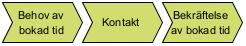 Behov av
bokad tid
Kontakt
Bekräftelse
av bokad tid